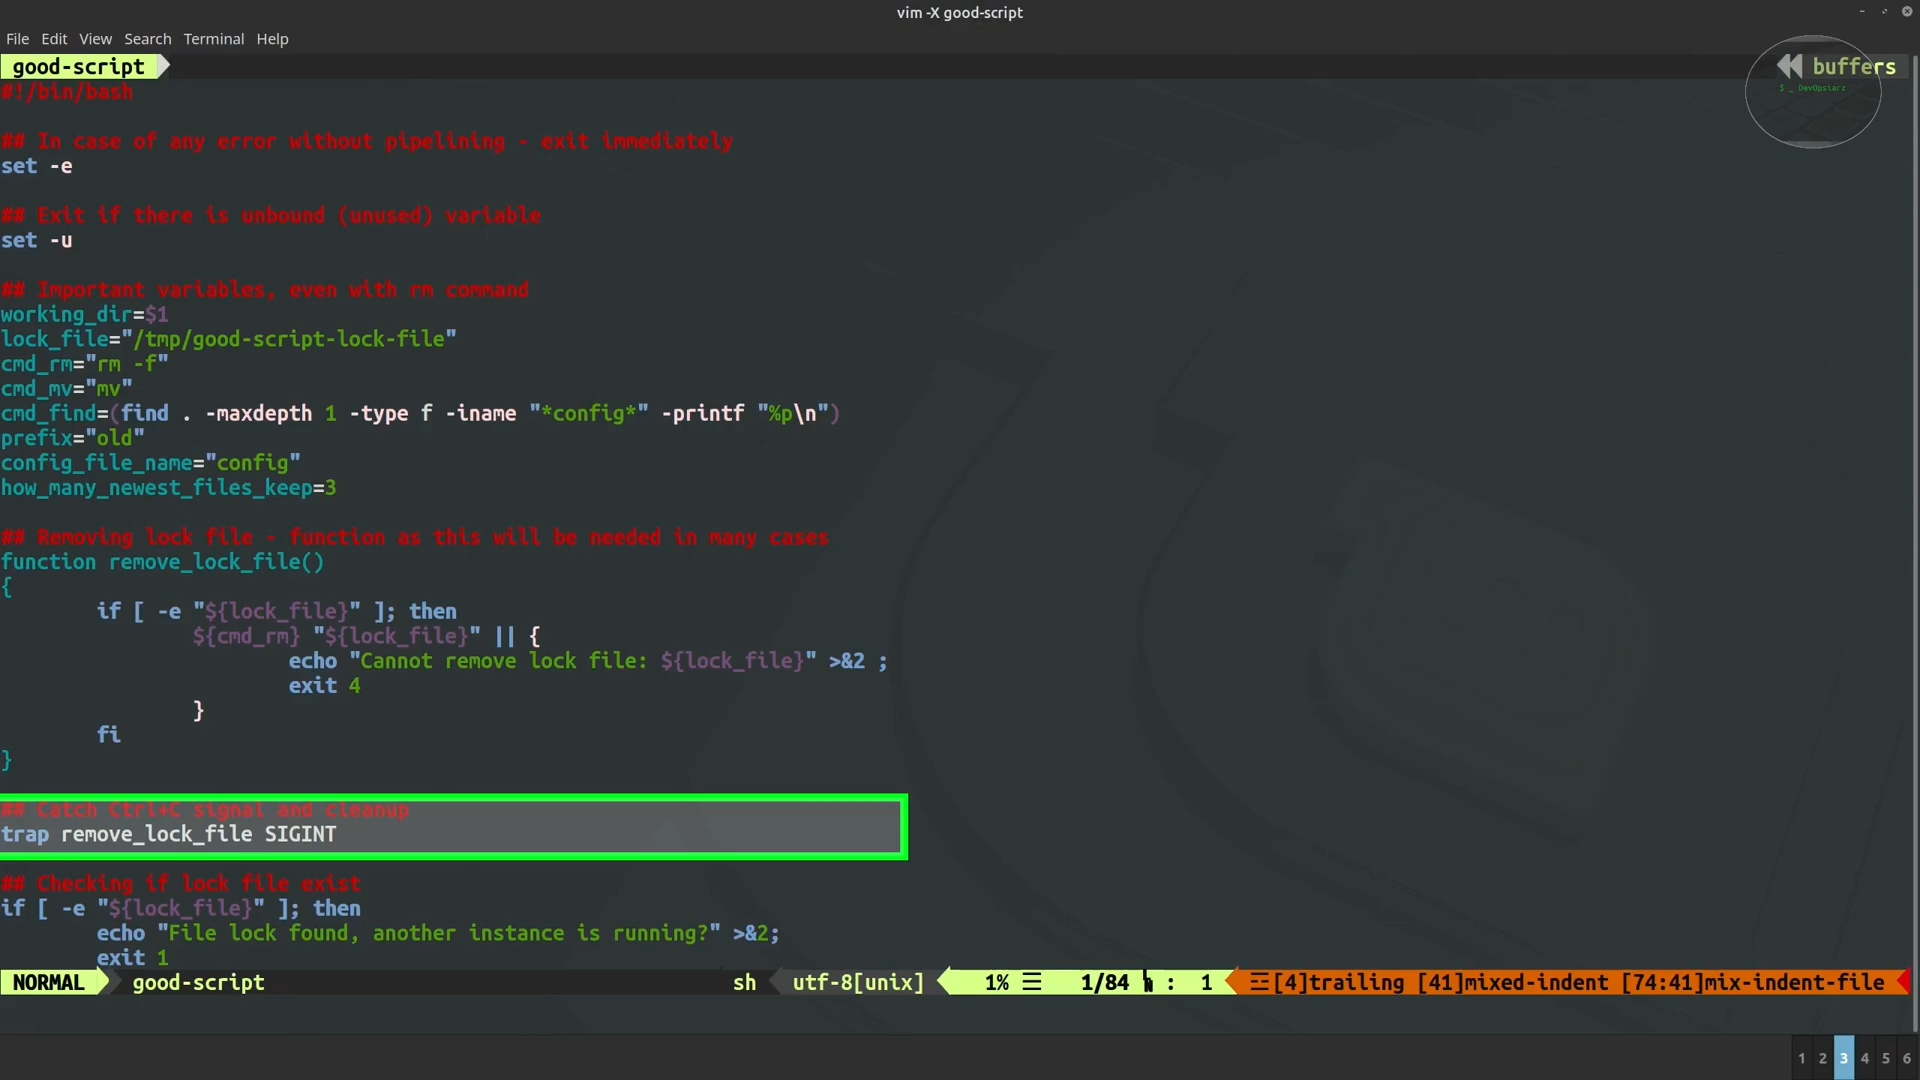 vim -X good-script
File Edit View Search Terminal Help
good-script
buffers
$ _ DevOpslarz
#!/bin/bash
## In case of any error without pipelining - exit immediately
set -e
## Exit if there is unbound (unused) variable
set -u
## Important variables, even with rm command
working_dir=$1
lock_file="/tmp/good-script-lock-file"
cmd_rm="rm -f"
cmd_mv="mv"
cmd_find=(find . -maxdepth 1 -type f -iname "*config*" -printf "%p\n")
prefix="old"
config_file_name="config"
how_many_newest_files_keep=3
## Removing lock file - function as this will be needed in many cases
function remove_lock_file()
{
if [ -e "${lock_file}" ]; then
${cmd_rm} "${lock_file}" || {
echo "Cannot remove lock file: ${lock_file}" >&2 ;
exit 4
}
fi
}
## Catch Ctrl+C signal and cleanup
trap remove_lock_file SIGINT
## Checking if lock file exist
if [ -e "${lock_file}" ]; then
echo "File lock found, another instance is running?" >&2;
exit 1
NORMAL good-script sh utf-8[unix] 1% ☰ 1/84 : 1 ☲[4]trailing [41]mixed-indent [74:41]mix-indent-file
1 2 3 4 5 6